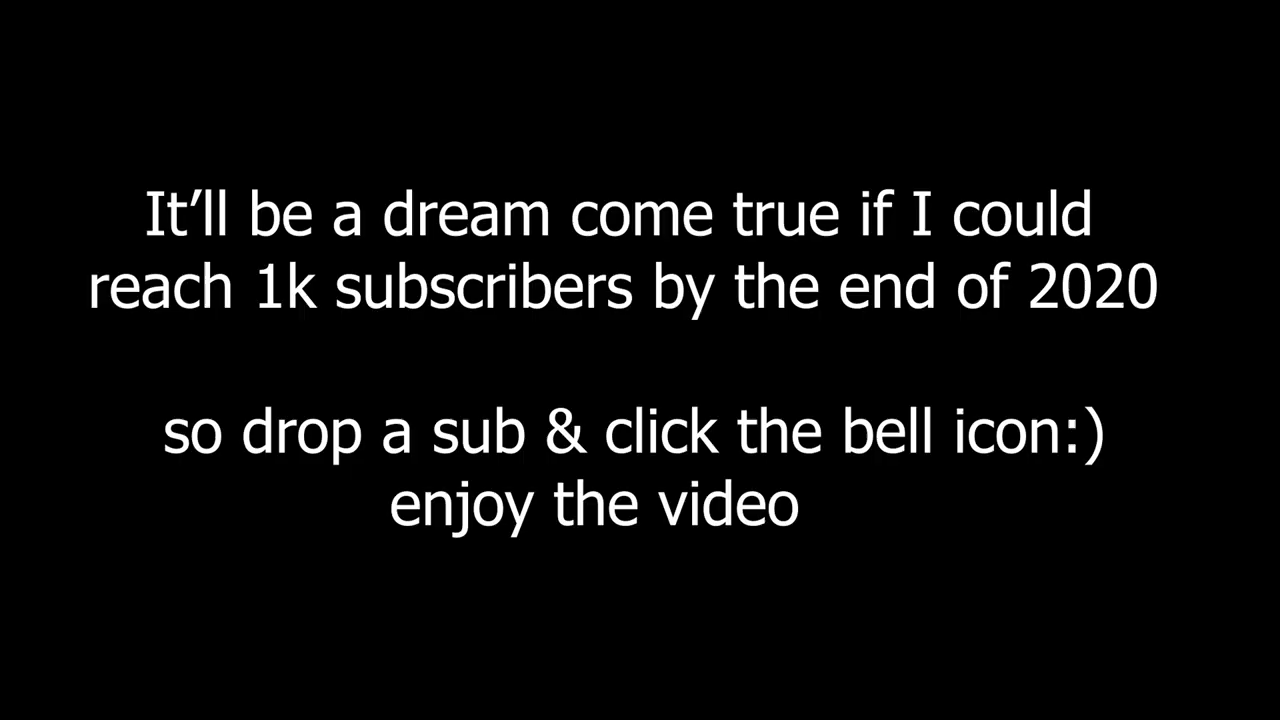 It’ll be a dream come true if I could
reach 1k subscribers by the end of 2020
so drop a sub & click the bell icon:)
enjoy the video